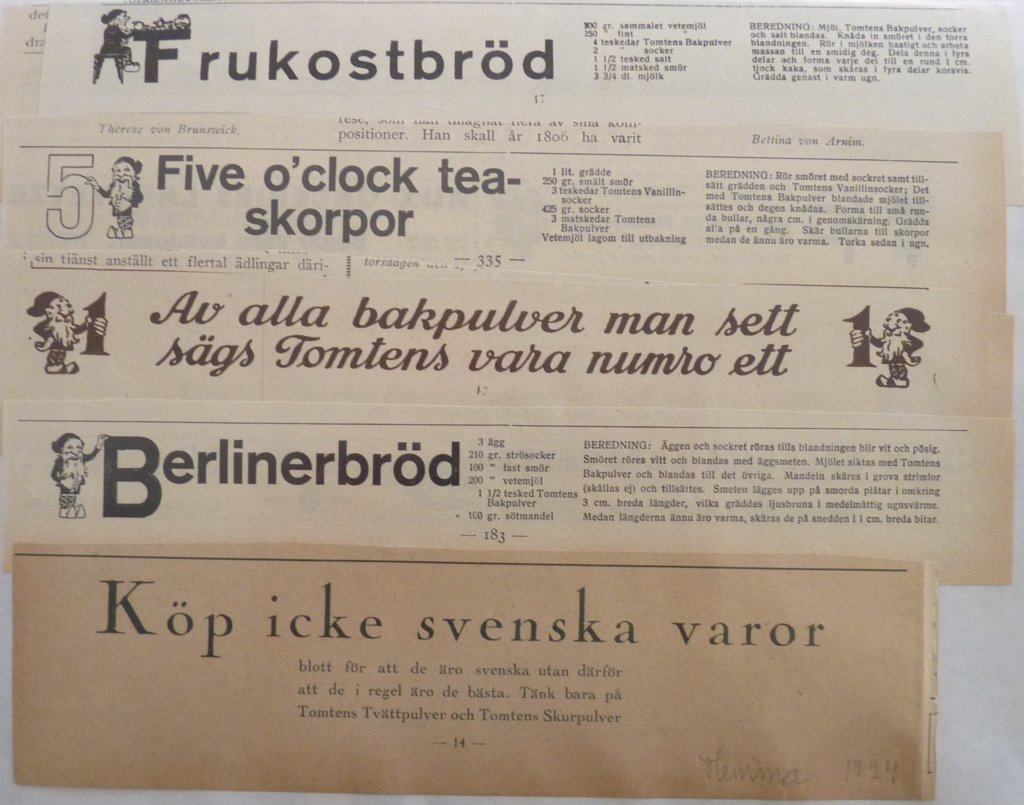 Frukostbröd
300 gr. sammalet vetemjöl
250 " fint "
4 teskedar Tomtens Bakpulver
2 " socker
1 1/2 tesked salt
1 1/2 matsked smör
3 3/4 dl. mjölk
BEREDNING: Mjöl, Tomtens Bakpulver, socker
och salt blandas. Knåda in smöret i den torra
blandningen. Rör i mjölken hastigt och arbeta
massan till en smidig deg. Dela denna i fyra
delar och forma varje del till en rund 1 cm.
tjock kaka, som skäras i fyra delar korsvis.
Grädda genast i varm ugn.
17
Therese von Brunswick.
positioner. Han skall år 1806 ha varit
Bettina von Arnim.
5 Five o'clock tea-
skorpor
1 lit. grädde
250 gr. smält smör
3 teskedar Tomtens Vanillin-
socker
425 gr. socker
3 matskedar Tomtens
Bakpulver
Vetemjöl lagom till utbakning
BEREDNING: Rör smöret med sockret samt till-
sätt grädden och Tomtens Vanillinsocker; Det
med Tomtens Bakpulver blandade mjölet till-
sättes och degen knådas. Forma till små run-
da bullar, några cm. i genomskärning. Grädda
alla på en gång. Skär bullarna till skorpor
medan de ännu äro varma. Torka sedan i ugn.
sin tjänst anställt ett flertal ädlingar däri-
torsdagen
— 335 —
1 Av alla bakpulver man sett 1
sägs Tomtens vara numro ett
Berlinerbröd
3 ägg
210 gr. strösocker
100 " fast smör
200 " vetemjöl
1 1/2 tesked Tomtens
Bakpulver
100 gr. sötmandel
BEREDNING: Äggen och sockret röras tills blandningen blir vit och pösig.
Smöret röres vitt och blandas med äggsmeten. Mjölet siktas med Tomtens
Bakpulver och blandas till det övriga. Mandeln skäres i grova strimlor
(skållas ej) och tillsättes. Smeten lägges upp på smorda plåtar i omkring
3 cm. breda längder, vilka gräddas ljusbruna i medelmåttig ugnsvärme.
Medan längderna ännu äro varma, skäras de på snedden i 1 cm. breda bitar.
— 183 —
Köp icke svenska varor
blott för att de äro svenska utan därför
att de i regel äro de bästa. Tänk bara på
Tomtens Tvättpulver och Tomtens Skurpulver
— 14 —
Hemma 1924